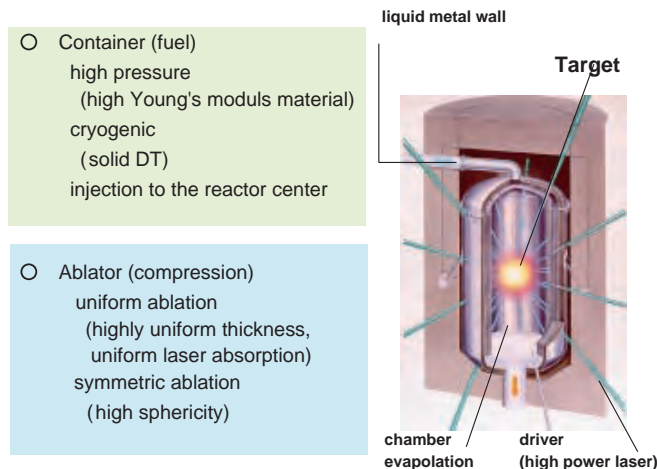 ○ Container (fuel)
high pressure
(high Young's moduls material)
cryogenic
(solid DT)
injection to the reactor center
○ Ablator (compression)
uniform ablation
(highly uniform thickness,
uniform laser absorption)
symmetric ablation
(high sphericity)
liquid metal wall
Target
chamber
evapolation
driver
(high power laser)